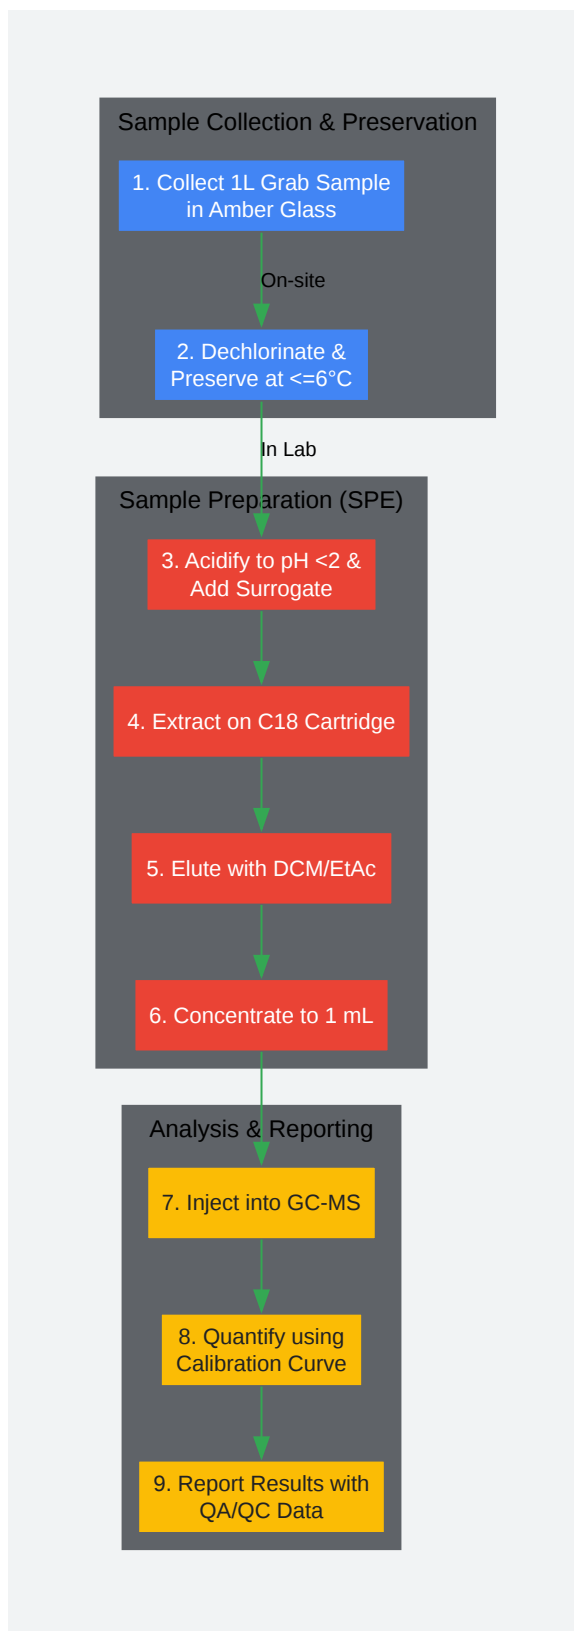 Sample Collection & Preservation
1. Collect 1L Grab Sample
in Amber Glass
On-site
2. Dechlorinate &
Preserve at <=6°C
In Lab
Sample Preparation (SPE)
3. Acidify to pH <2 &
Add Surrogate
4. Extract on C18 Cartridge
5. Elute with DCM/EtAc
6. Concentrate to 1 mL
Analysis & Reporting
7. Inject into GC-MS
8. Quantify using
Calibration Curve
9. Report Results with
QA/QC Data